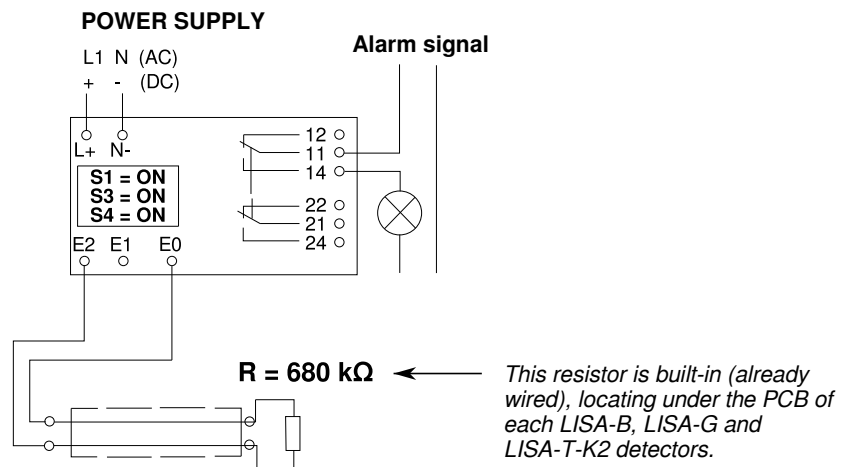 POWER SUPPLY
L1 N (AC)
+ - (DC)
Alarm signal
L+ N-
S1 = ON
S3 = ON
S4 = ON
E2 E1 E0
12
11
14
22
21
24
R = 680 kΩ
This resistor is built-in (already
wired), locating under the PCB of
each LISA-B, LISA-G and
LISA-T-K2 detectors.